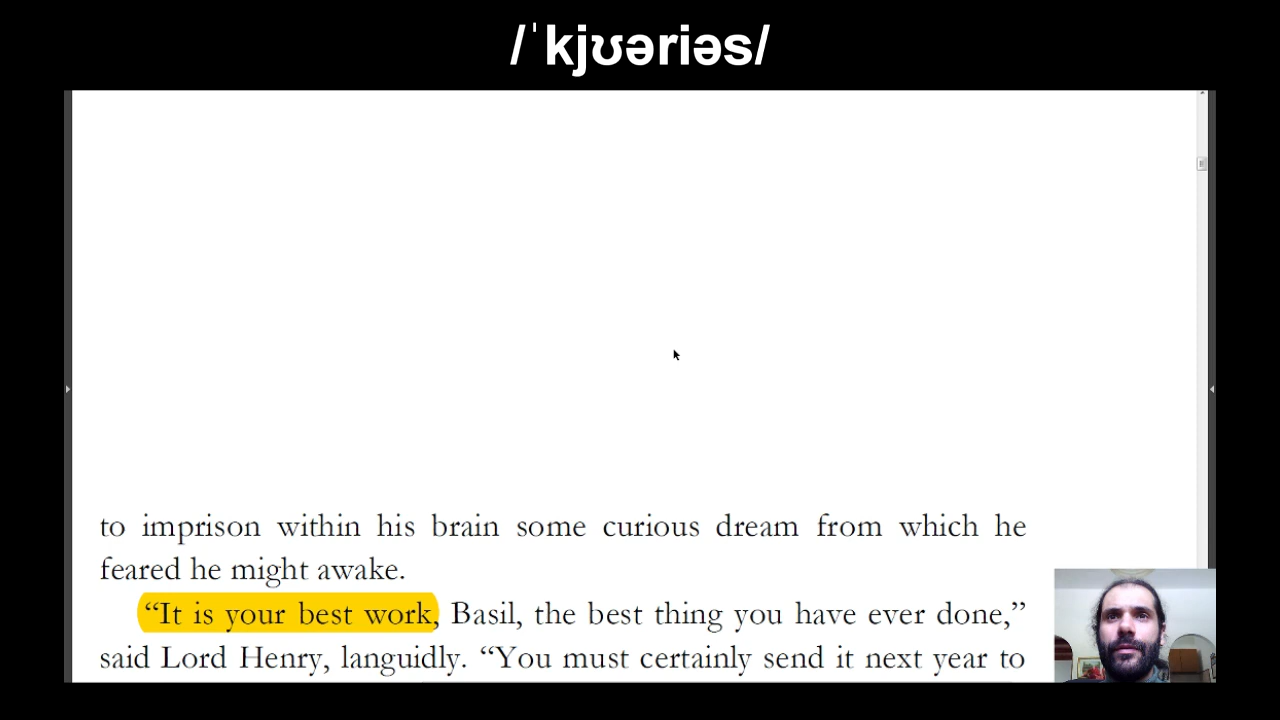 /ˈkjʊəriəs/
to imprison within his brain some curious dream from which he
feared he might awake.
“It is your best work, Basil, the best thing you have ever done,”
said Lord Henry, languidly. “You must certainly send it next year to